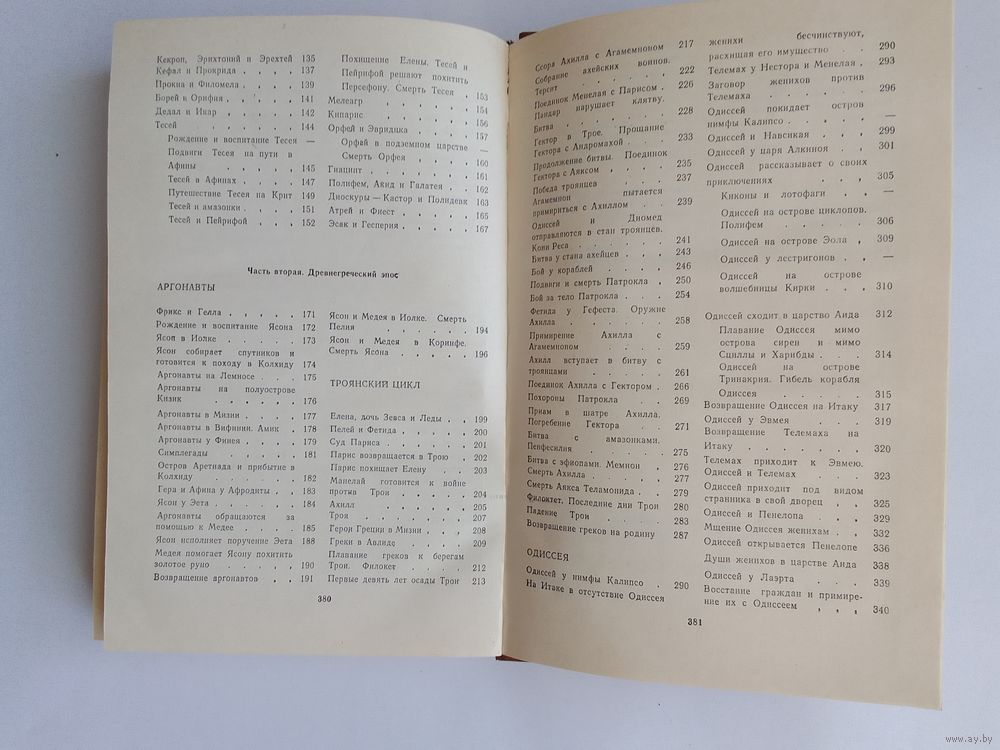 Кекроп, Эрихтоний и Эрехтей 135
Кефал и Прокрида . . . . 137
Прокна и Филомела . . . . 139
Борей и Орифия . . . . 141
Дедал и Икар . . . . 142
Тесей . . . . 144
Рождение и воспитание Тесея —
Подвиги Тесея на пути в
Афины . . . . 145
Тесей в Афинах . . . . 147
Путешествие Тесея на Крит 149
Тесей и амазонки . . . . 151
Тесей и Пейрифой . . . . 152
Похищение Елены. Тесей и
Пейрифой решают похитить
Персефону. Смерть Тесея 153
Мелеагр . . . . 154
Кипарис . . . . 156
Орфей и Эвридика . . . . 157
Орфей в подземном царстве —
Смерть Орфея . . . . 160
Гиацинт . . . . 161
Полифем, Акид и Галатея . . 162
Диоскуры — Кастор и Полидевк 163
Атрей и Фиест . . . . 165
Эсак и Гесперия . . . . 167
Часть вторая. Древнегреческий эпос
АРГОНАВТЫ
Фрикс и Гелла . . . . 171
Рождение и воспитание Ясона 172
Ясон в Иолке . . . . 173
Ясон собирает спутников и
готовится к походу в Колхиду 174
Аргонавты на Лемносе . . . 175
Аргонавты на полуострове
Кизик . . . . 176
Аргонавты в Мизии . . . . 177
Аргонавты в Вифинии. Амик . 178
Аргонавты у Финея . . . . 179
Симплегады . . . . 181
Остров Аретиада и прибытие в
Колхиду . . . . 182
Гера и Афина у Афродиты . . 183
Ясон у Эета . . . . 184
Аргонавты обращаются за
помощью к Медее . . . . 185
Ясон исполняет поручение Эета 188
Медея помогает Ясону похитить
золотое руно . . . . 190
Возвращение аргонавтов . . 191
Ясон и Медея в Иолке. Смерть
Пелия . . . . 194
Ясон и Медея в Коринфе.
Смерть Ясона . . . . 196
ТРОЯНСКИЙ ЦИКЛ
Елена, дочь Зевса и Леды . . 199
Пелей и Фетида . . . . 200
Суд Париса . . . . 201
Парис возвращается в Трою . 202
Парис похищает Елену . . . 203
Манелай готовится к войне
против Трои . . . . 204
Ахилл . . . . 205
Троя . . . . 207
Герои Греции в Мизии . . . 208
Греки в Авлиде . . . . 209
Плавание греков к берегам
Трои. Филокет . . . . 212
Первые девять лет осады Трои 213
380
Ссора Ахилла с Агамемноном 217
Собрание ахейских воинов.
Терсит . . . . 222
Поединок Менелая с Парисом . 226
Пандар нарушает клятву.
Битва . . . . 228
Гектор в Трое. Прощание
Гектора с Андромахой . . . 233
Продолжение битвы. Поединок
Гектора с Аяксом . . . . 235
Победа троянцев . . . . 237
Агамемнон пытается
примириться с Ахиллом . . 239
Одиссей и Диомед
отправляются в стан троянцев.
Кони Реса . . . . 241
Битва у стана ахейцев . . . 243
Бой у кораблей . . . . 246
Подвиги и смерть Патрокла . 250
Бой за тело Патрокла . . . 254
Фетида у Гефеста. Оружие
Ахилла . . . . 258
Примирение Ахилла с
Агамемноном . . . . 259
Ахилл вступает в битву с
троянцами . . . . 261
Поединок Ахилла с Гектором . 266
Похороны Патрокла . . . . 269
Приам в шатре Ахилла.
Погребение Гектора . . . . 271
Битва с амазонками.
Пенфесилия . . . . 275
Битва с эфиопами. Мемнон . 276
Смерть Ахилла . . . . 277
Смерть Аякса Теламонида . . 279
Филоктет. Последние дни Трои 280
Падение Трои . . . . 283
Возвращение греков на родину 287
ОДИССЕЯ
Одиссей у нимфы Калипсо . . 290
На Итаке в отсутствие Одиссея
женихи бесчинствуют,
расхищая его имущество . . 290
Телемах у Нестора и Менелая . 293
Заговор женихов против
Телемаха . . . . 296
Одиссей покидает остров
нимфы Калипсо . . . . —
Одиссей и Навсикая . . . . 299
Одиссей у царя Алкиноя . . 301
Одиссей рассказывает о своих
приключениях . . . . 305
Киконы и лотофаги . . —
Одиссей на острове циклопов.
Полифем . . . . 306
Одиссей на острове Эола . 309
Одиссей у лестригонов . . —
Одиссей на острове
волшебницы Кирки . . . 310
Одиссей сходит в царство Аида 312
Плавание Одиссея мимо
острова сирен и мимо
Сциллы и Харибды . . . 314
Одиссей на острове
Тринакрия. Гибель корабля
Одиссея . . . . 315
Возвращение Одиссея на Итаку 317
Одиссей у Эвмея . . . . 319
Возвращение Телемаха на
Итаку . . . . 320
Телемах приходит к Эвмею.
Одиссей и Телемах . . . . 323
Одиссей приходит под видом
странника в свой дворец . . 325
Одиссей и Пенелопа . . . 329
Мщение Одиссея женихам . . 332
Одиссей открывается Пенелопе 336
Души женихов в царстве Аида 338
Одиссей у Лаэрта . . . 339
Восстание граждан и примире-
ние их с Одиссеем . . . 340
381
www.ay.by